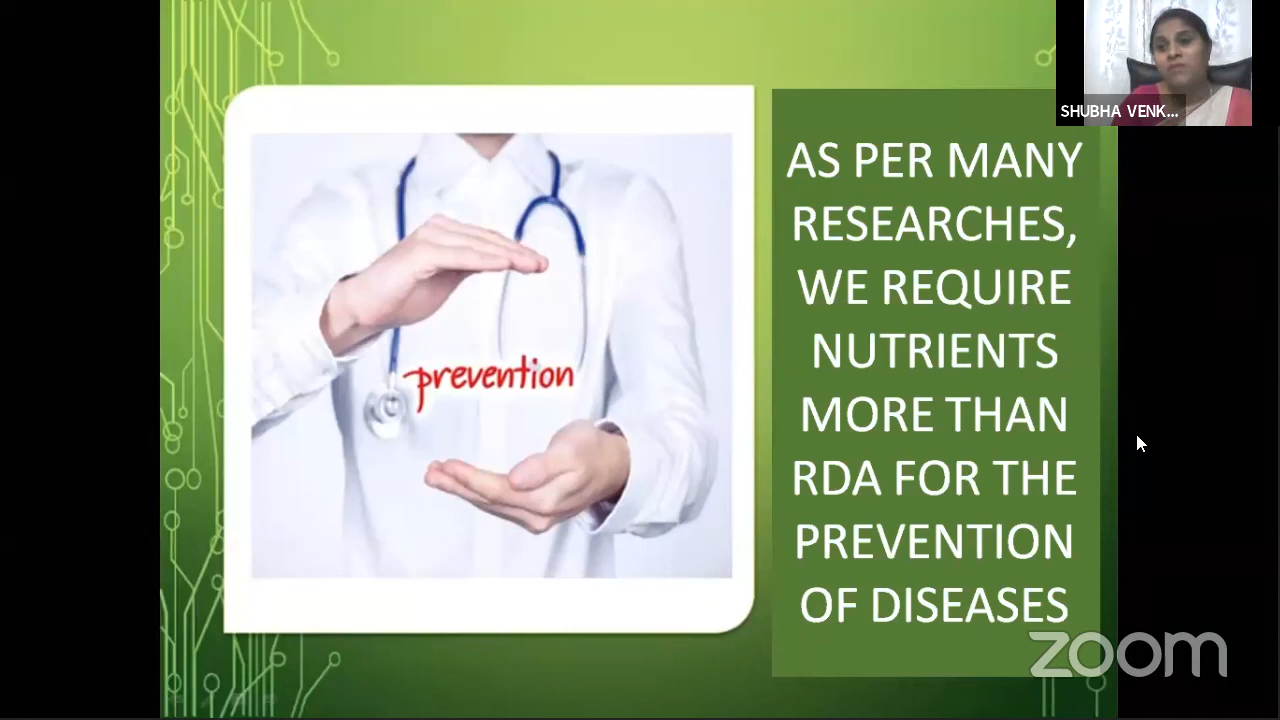 SHUBHA VENK...
prevention
AS PER MANY
RESEARCHES,
WE REQUIRE
NUTRIENTS
MORE THAN
RDA FOR THE
PREVENTION
OF DISEASES
zoom